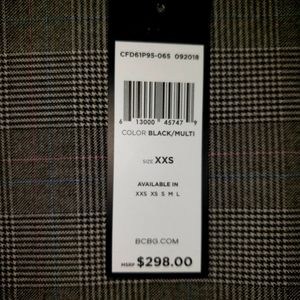 CFD61P95-065 092018
6 13000 45747 9
COLOR BLACK/MULTI
SIZE XXS
AVAILABLE IN
XXS XS S M L
BCBG.COM
MSRP $298.00